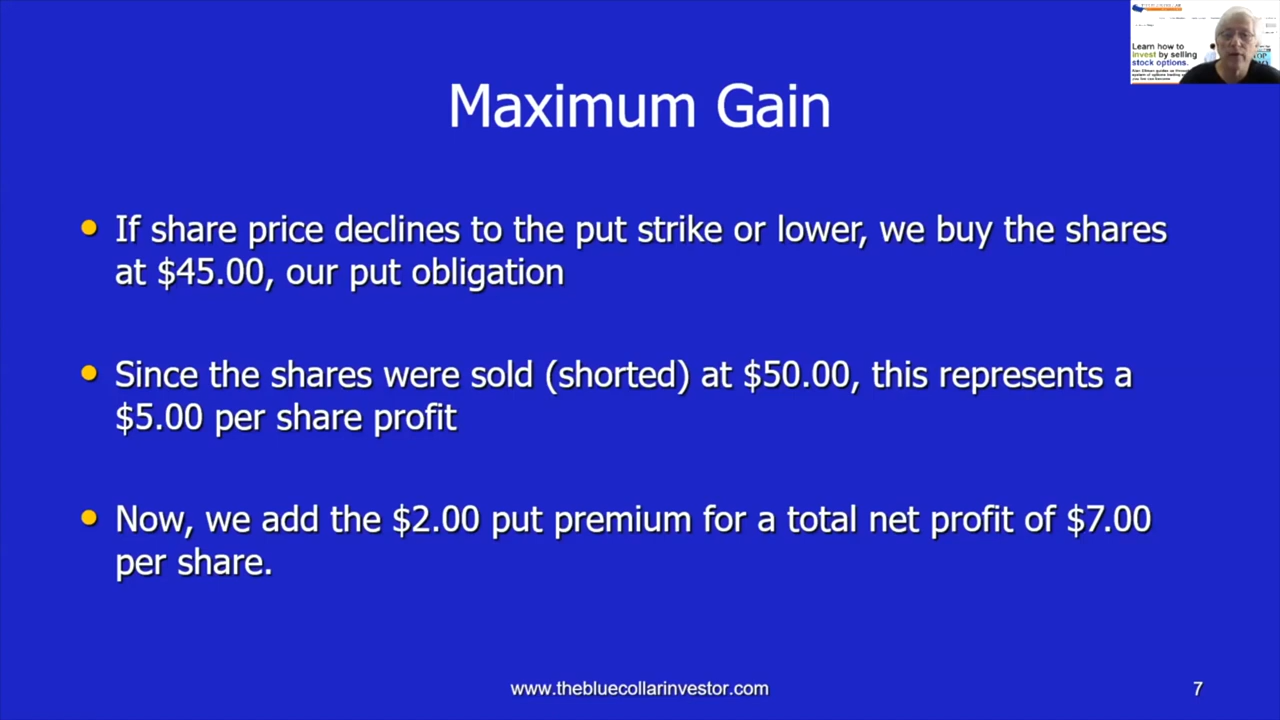 Learn how to
invest by selling
stock options.
Maximum Gain
If share price declines to the put strike or lower, we buy the shares
at $45.00, our put obligation
Since the shares were sold (shorted) at $50.00, this represents a
$5.00 per share profit
Now, we add the $2.00 put premium for a total net profit of $7.00
per share.
www.thebluecollarinvestor.com
7